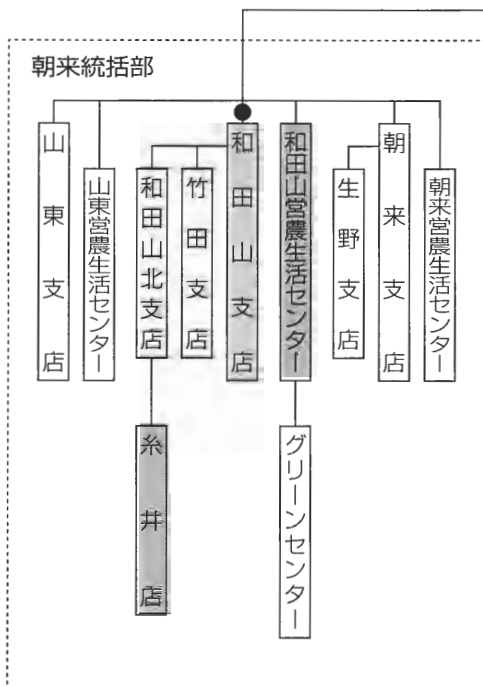 朝来統括部
山東支店
山東営農生活センター
和田山北支店
竹田支店
和田山支店
和田山営農生活センター
生野支店
朝来支店
朝来営農生活センター
糸井店
グリーンセンター